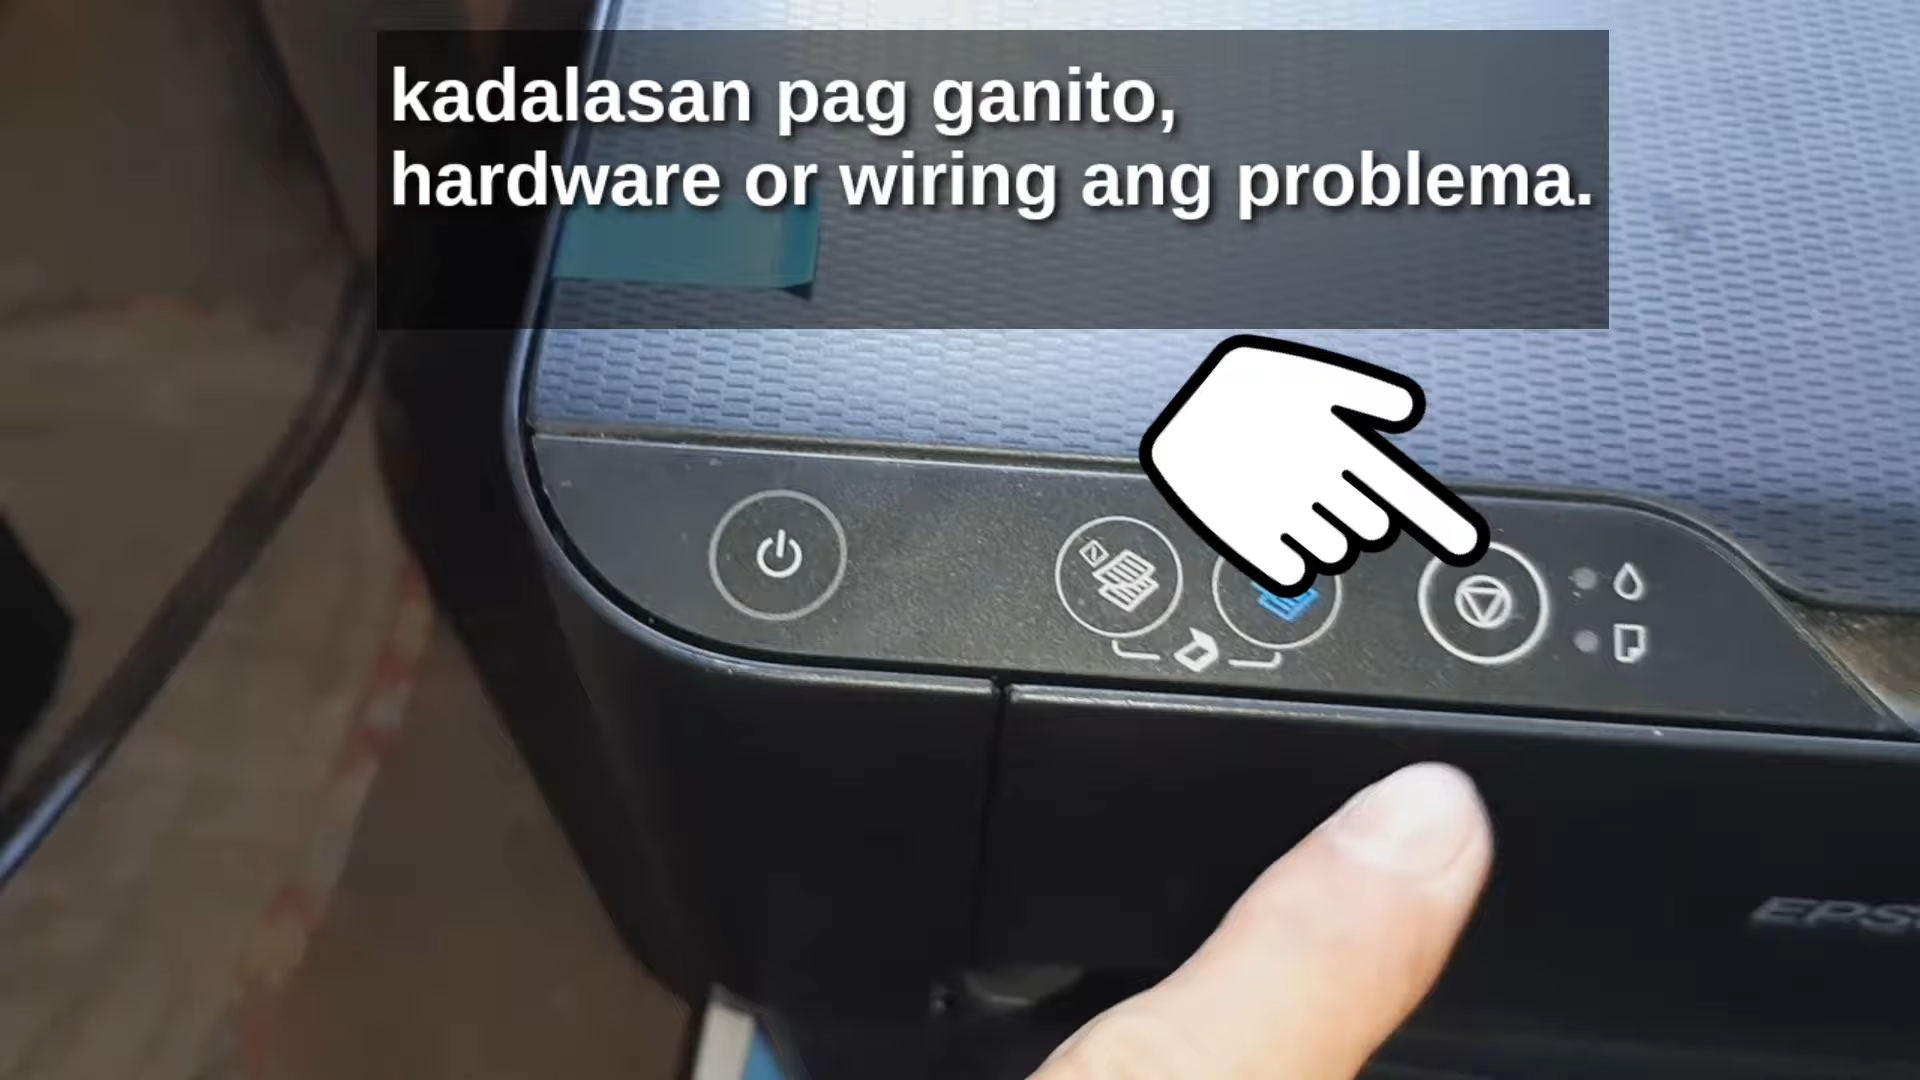 kadalasan pag ganito,
hardware or wiring ang problema.